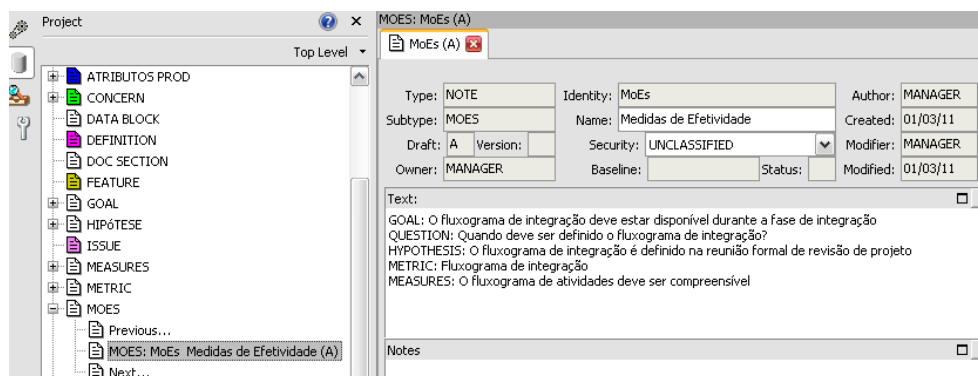 Project
Top Level
ATRIBUTOS PROD
CONCERN
DATA BLOCK
DEFINITION
DOC SECTION
FEATURE
GOAL
HIPóTESE
ISSUE
MEASURES
METRIC
MOES
Previous...
MOES: MoEs Medidas de Efetividade (A)
Next...
MOES: MoEs (A)
MoEs (A)
Type: NOTE Identity: MoEs Author: MANAGER
Subtype: MOES Name: Medidas de Efetividade Created: 01/03/11
Draft: A Version: Security: UNCLASSIFIED Modifier: MANAGER
Owner: MANAGER Baseline: Status: Modified: 01/03/11
Text:
GOAL: O fluxograma de integração deve estar disponível durante a fase de integração
QUESTION: Quando deve ser definido o fluxograma de integração?
HYPOTHESIS: O fluxograma de integração é definido na reunião formal de revisão de projeto
METRIC: Fluxograma de integração
MEASURES: O fluxograma de atividades deve ser compreensível
Notes